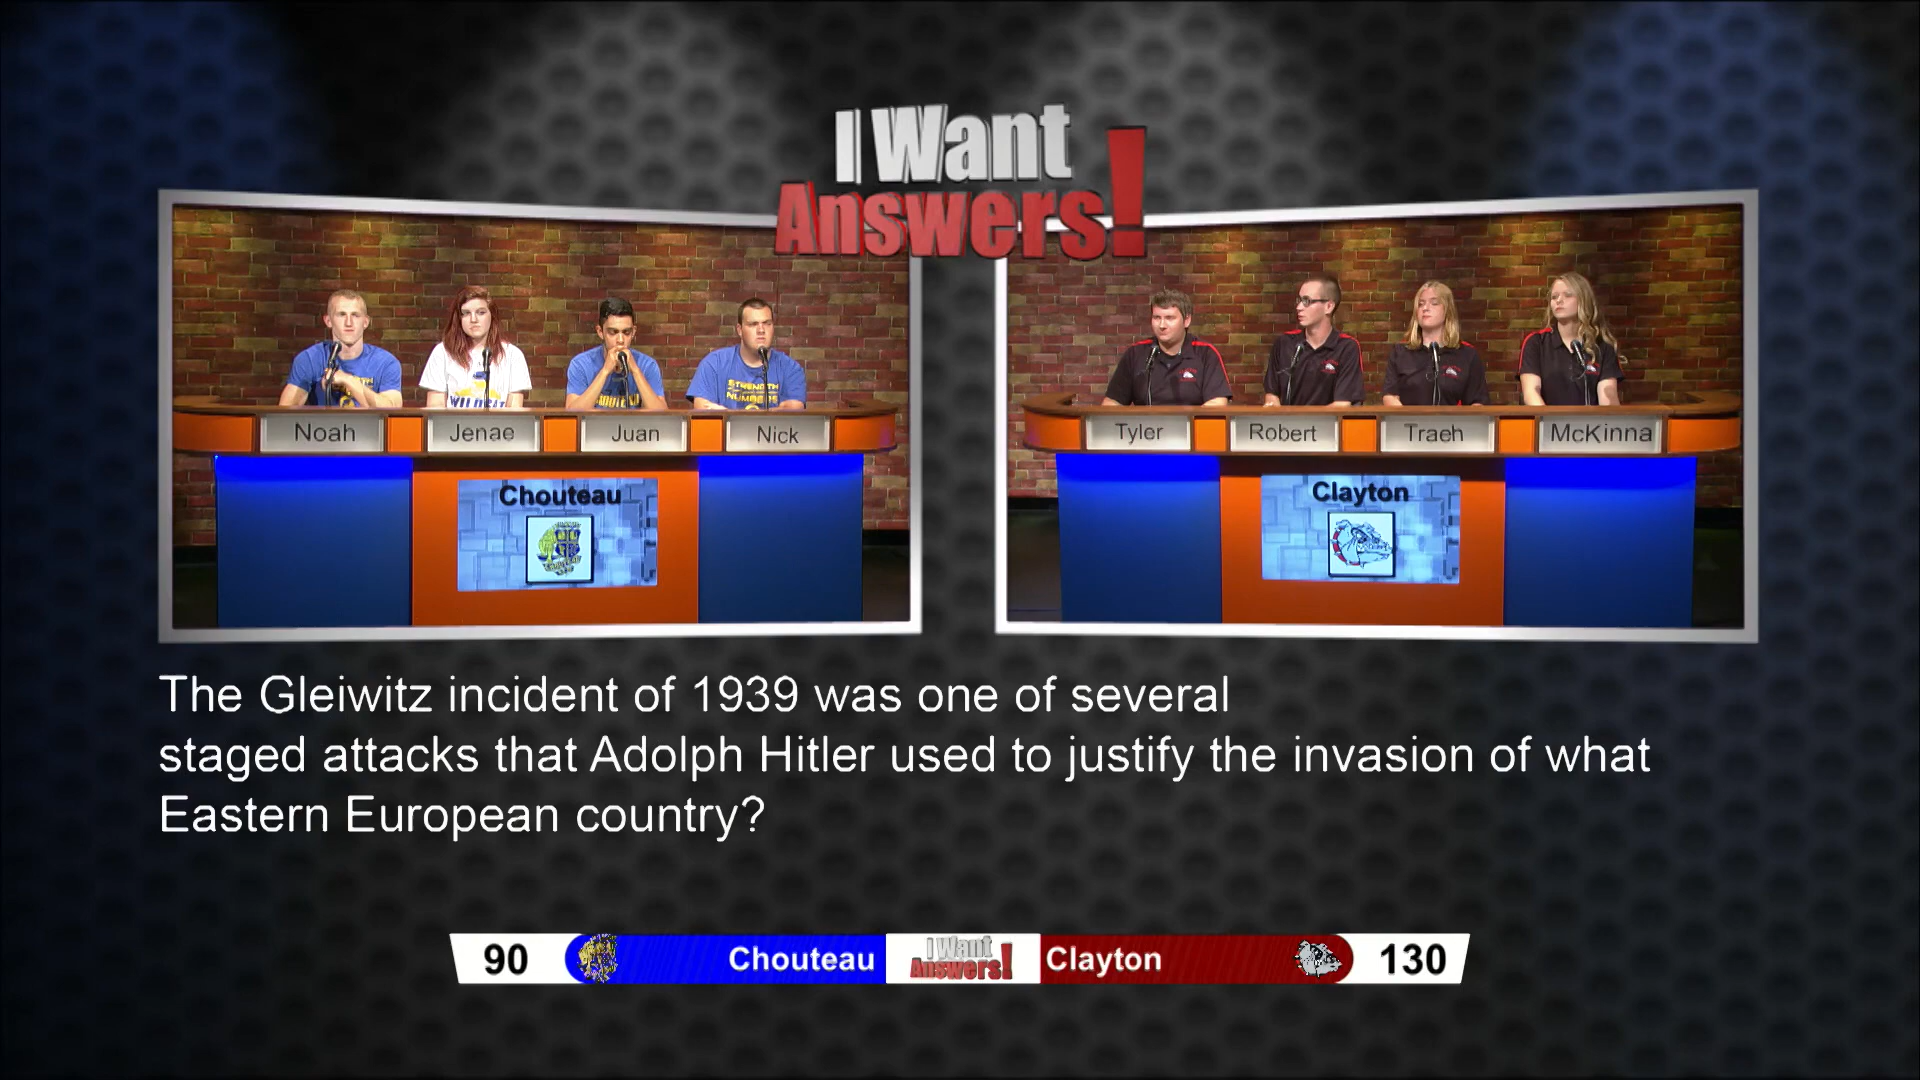 I Want
Answers!
Noah
Jenae
Juan
Nick
Tyler
Robert
Traeh
McKinna
STRENGTH
NUMBERS
Chouteau
Clayton
The Gleiwitz incident of 1939 was one of several
staged attacks that Adolph Hitler used to justify the invasion of what
Eastern European country?
90
Chouteau
I Want
Answers!
Clayton
130